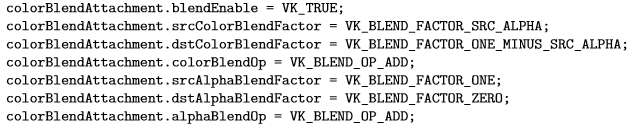 colorBlendAttachment.blendEnable = VK_TRUE;
colorBlendAttachment.srcColorBlendFactor = VK_BLEND_FACTOR_SRC_ALPHA;
colorBlendAttachment.dstColorBlendFactor = VK_BLEND_FACTOR_ONE_MINUS_SRC_ALPHA;
colorBlendAttachment.colorBlendOp = VK_BLEND_OP_ADD;
colorBlendAttachment.srcAlphaBlendFactor = VK_BLEND_FACTOR_ONE;
colorBlendAttachment.dstAlphaBlendFactor = VK_BLEND_FACTOR_ZERO;
colorBlendAttachment.alphaBlendOp = VK_BLEND_OP_ADD;